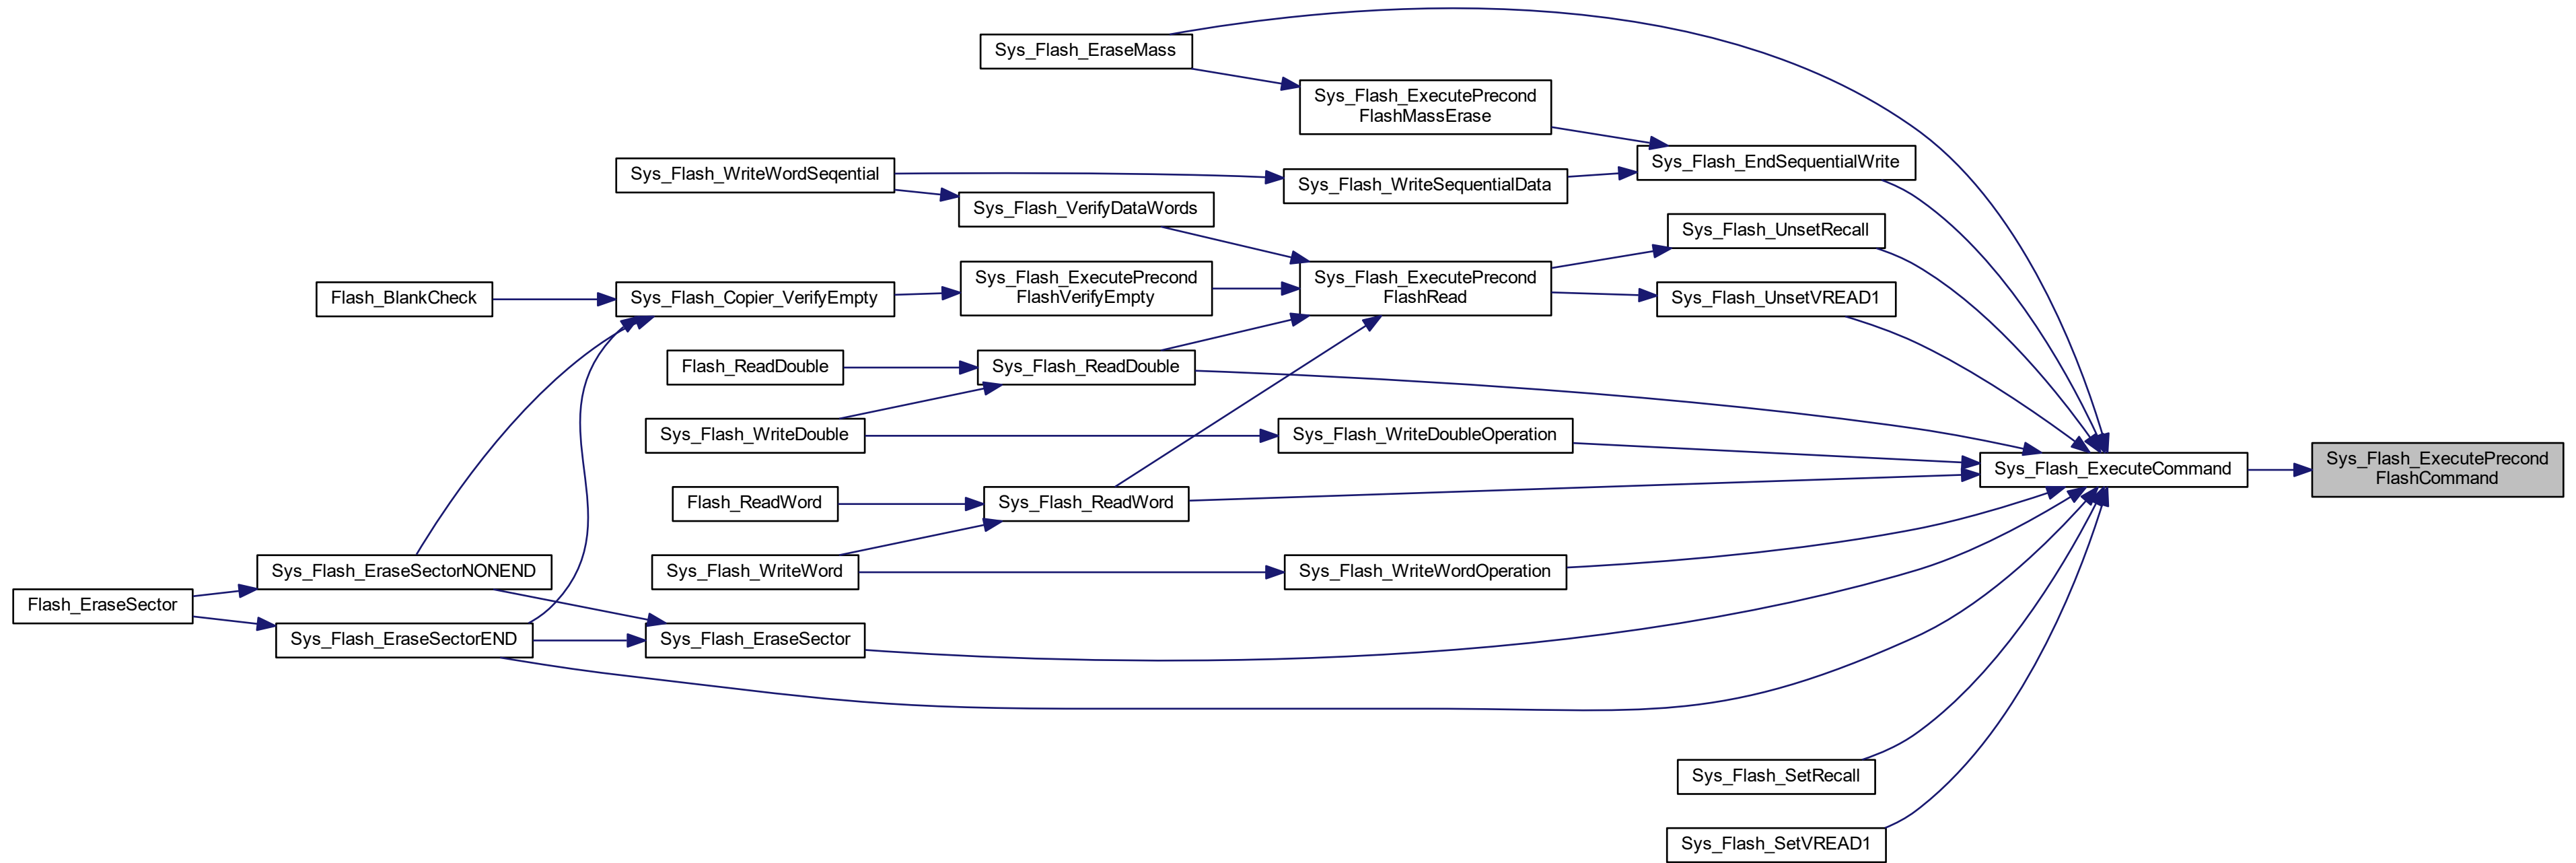 Sys_Flash_EraseMass
Sys_Flash_ExecutePrecond
FlashMassErase
Sys_Flash_EndSequentialWrite
Sys_Flash_WriteWordSeqential
Sys_Flash_WriteSequentialData
Sys_Flash_VerifyDataWords
Sys_Flash_UnsetRecall
Flash_BlankCheck
Sys_Flash_Copier_VerifyEmpty
Sys_Flash_ExecutePrecond
FlashVerifyEmpty
Sys_Flash_ExecutePrecond
FlashRead
Sys_Flash_UnsetVREAD1
Flash_ReadDouble
Sys_Flash_ReadDouble
Sys_Flash_WriteDouble
Sys_Flash_WriteDoubleOperation
Sys_Flash_ExecuteCommand
Sys_Flash_ExecutePrecond
FlashCommand
Flash_ReadWord
Sys_Flash_ReadWord
Sys_Flash_WriteWord
Sys_Flash_WriteWordOperation
Sys_Flash_EraseSectorNONEND
Flash_EraseSector
Sys_Flash_EraseSectorEND
Sys_Flash_EraseSector
Sys_Flash_SetRecall
Sys_Flash_SetVREAD1